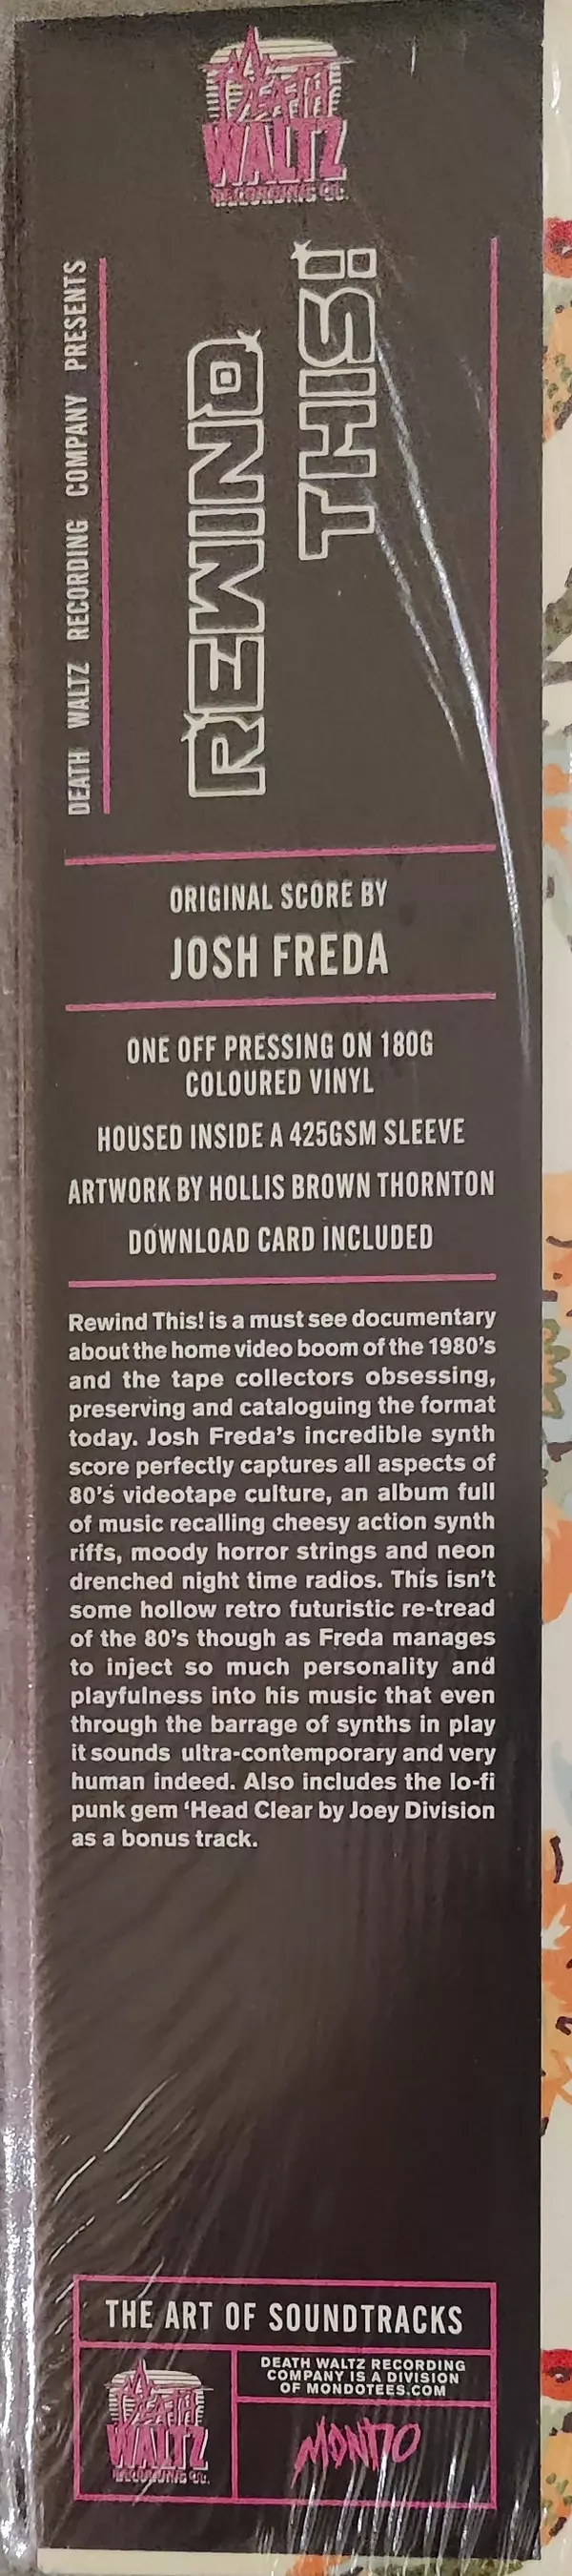 DEATH
WALTZ
RECORDING CO.
DEATH WALTZ RECORDING COMPANY PRESENTS
REWIND
THIS!
ORIGINAL SCORE BY
JOSH FREDA
ONE OFF PRESSING ON 180G
COLOURED VINYL
HOUSED INSIDE A 425GSM SLEEVE
ARTWORK BY HOLLIS BROWN THORNTON
DOWNLOAD CARD INCLUDED
Rewind This! is a must see documentary
about the home video boom of the 1980's
and the tape collectors obsessing,
preserving and cataloguing the format
today. Josh Freda's incredible synth
score perfectly captures all aspects of
80's videotape culture, an album full
of music recalling cheesy action synth
riffs, moody horror strings and neon
drenched night time radios. This isn't
some hollow retro futuristic re-tread
of the 80's though as Freda manages
to inject so much personality and
playfulness into his music that even
through the barrage of synths in play
it sounds ultra-contemporary and very
human indeed. Also includes the lo-fi
punk gem 'Head Clear by Joey Division
as a bonus track.
THE ART OF SOUNDTRACKS
DEATH
WALTZ
RECORDING CO.
DEATH WALTZ RECORDING
COMPANY IS A DIVISION
OF MONDOTEES.COM
MONDO